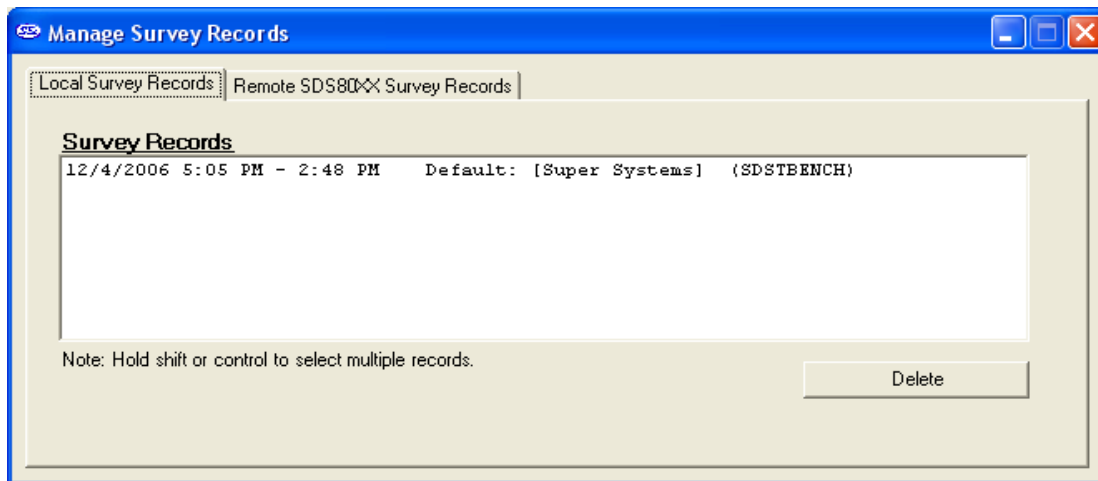 Manage Survey Records
Local Survey Records Remote SDS80XX Survey Records
Survey Records
12/4/2006 5:05 PM - 2:48 PM Default: [Super Systems] (SDSTBENCH)
Note: Hold shift or control to select multiple records.
Delete